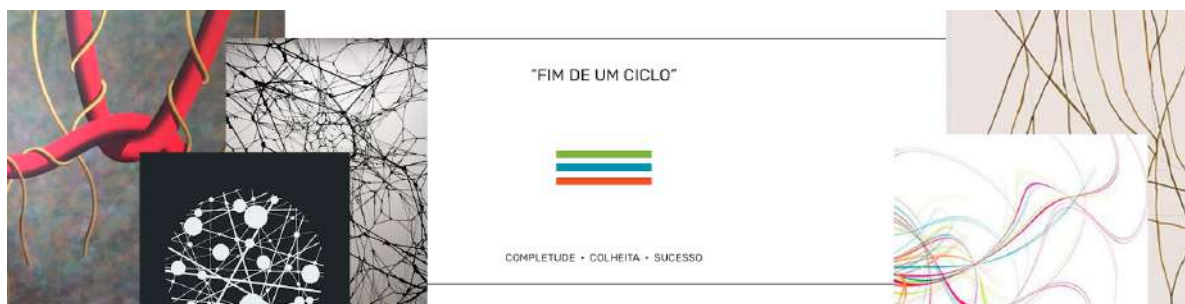 "FIM DE UM CICLO"
COMPLETUDE • COLHEITA • SUCESSO